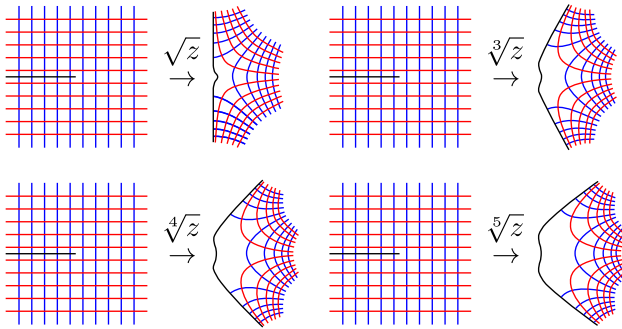 √z →
∛z →
∜z →
⁵√z →